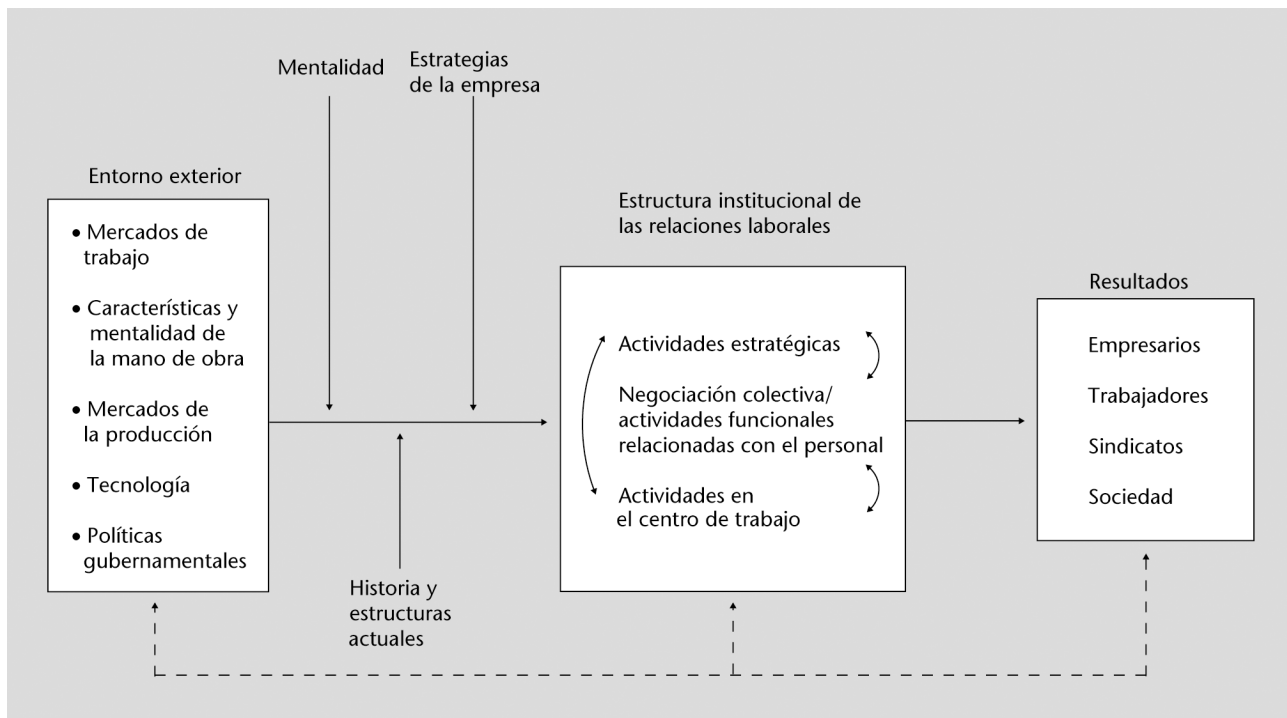 Mentalidad
Estrategias
de la empresa
Entorno exterior
• Mercados de
trabajo
• Características y
mentalidad de
la mano de obra
• Mercados de
la producción
• Tecnología
• Políticas
gubernamentales
Historia y
estructuras
actuales
Estructura institucional de
las relaciones laborales
Actividades estratégicas
Negociación colectiva/
actividades funcionales
relacionadas con el personal
Actividades en
el centro de trabajo
Resultados
Empresarios
Trabajadores
Sindicatos
Sociedad